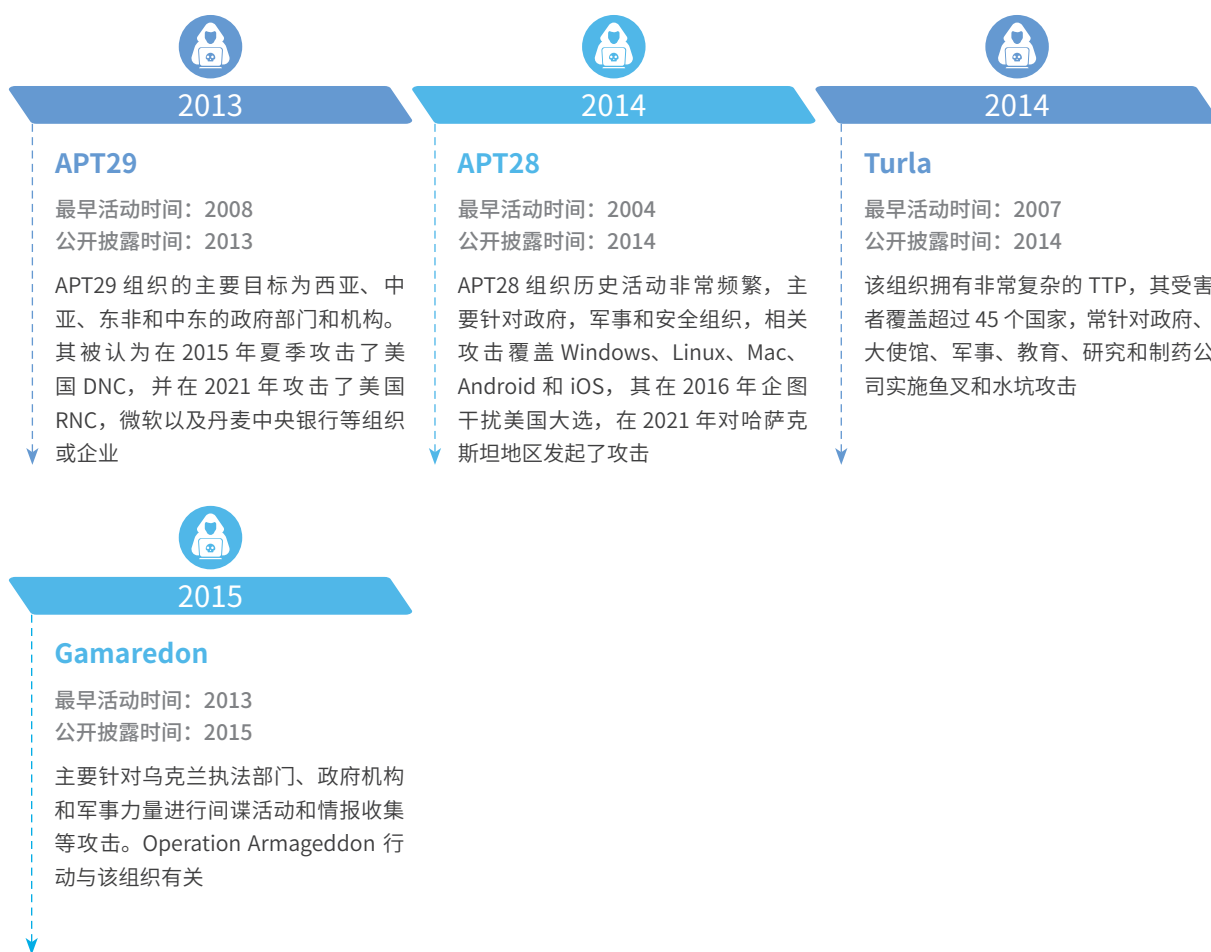 2013
APT29
最早活动时间：2008
公开披露时间：2013
APT29 组织的主要目标为西亚、中
亚、东非和中东的政府部门和机构。
其被认为在 2015 年夏季攻击了美
国 DNC，并在 2021 年攻击了美国
RNC，微软以及丹麦中央银行等组织
或企业
2014
APT28
最早活动时间：2004
公开披露时间：2014
APT28 组织历史活动非常频繁，主
要针对政府，军事和安全组织，相关
攻击覆盖 Windows、Linux、Mac、
Android 和 iOS，其在 2016 年企图
干扰美国大选，在 2021 年对哈萨克
斯坦地区发起了攻击
2014
Turla
最早活动时间：2007
公开披露时间：2014
该组织拥有非常复杂的 TTP，其受害
者覆盖超过 45 个国家，常针对政府、
大使馆、军事、教育、研究和制药公
司实施鱼叉和水坑攻击
2015
Gamaredon
最早活动时间：2013
公开披露时间：2015
主要针对乌克兰执法部门、政府机构
和军事力量进行间谍活动和情报收集
等攻击。Operation Armageddon 行
动与该组织有关